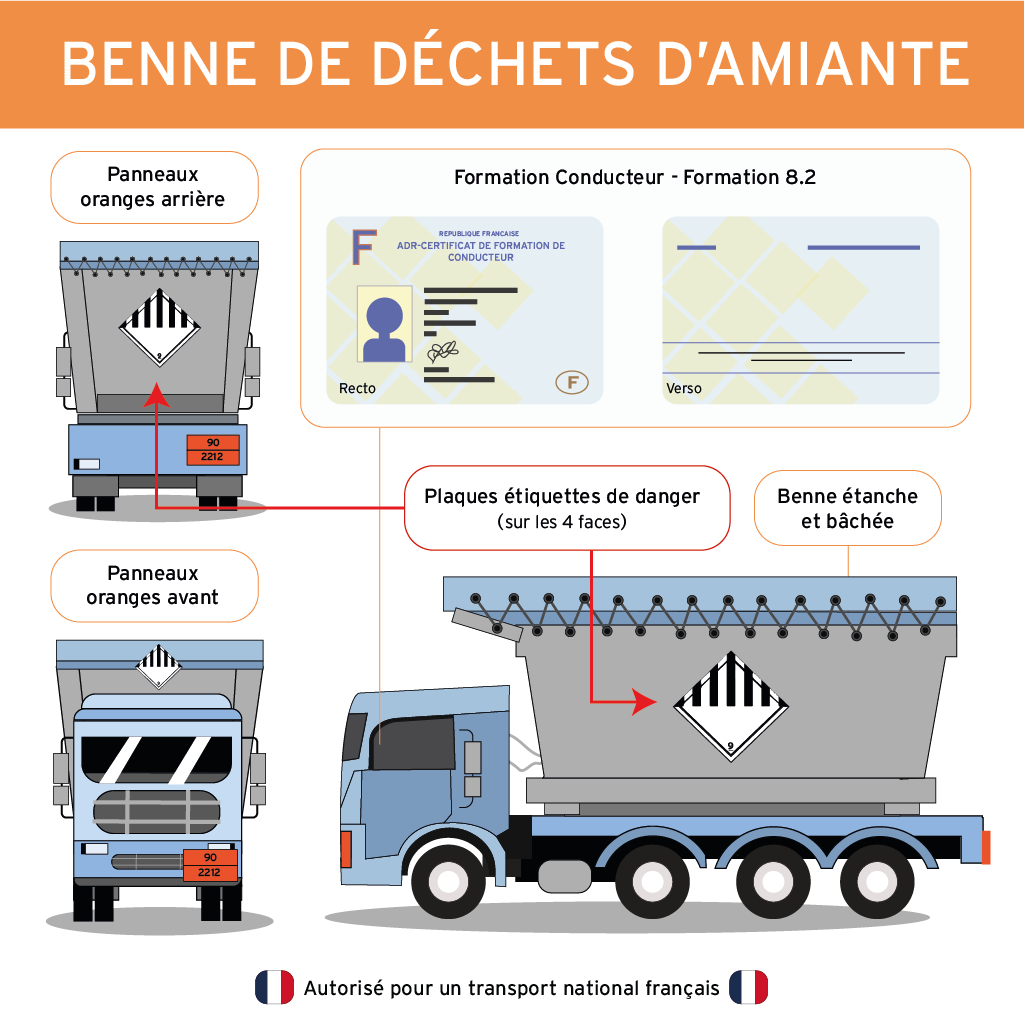 BENNE DE DÉCHETS D'AMIANTE
Panneaux
oranges arrière
Formation Conducteur - Formation 8.2
F
REPUBLIQUE FRANCAISE
ADR-CERTIFICAT DE FORMATION DE
CONDUCTEUR
Recto
F
Verso
9
90
2212
Plaques étiquettes de danger
(sur les 4 faces)
Benne étanche
et bâchée
Panneaux
oranges avant
9
9
90
2212
Autorisé pour un transport national français